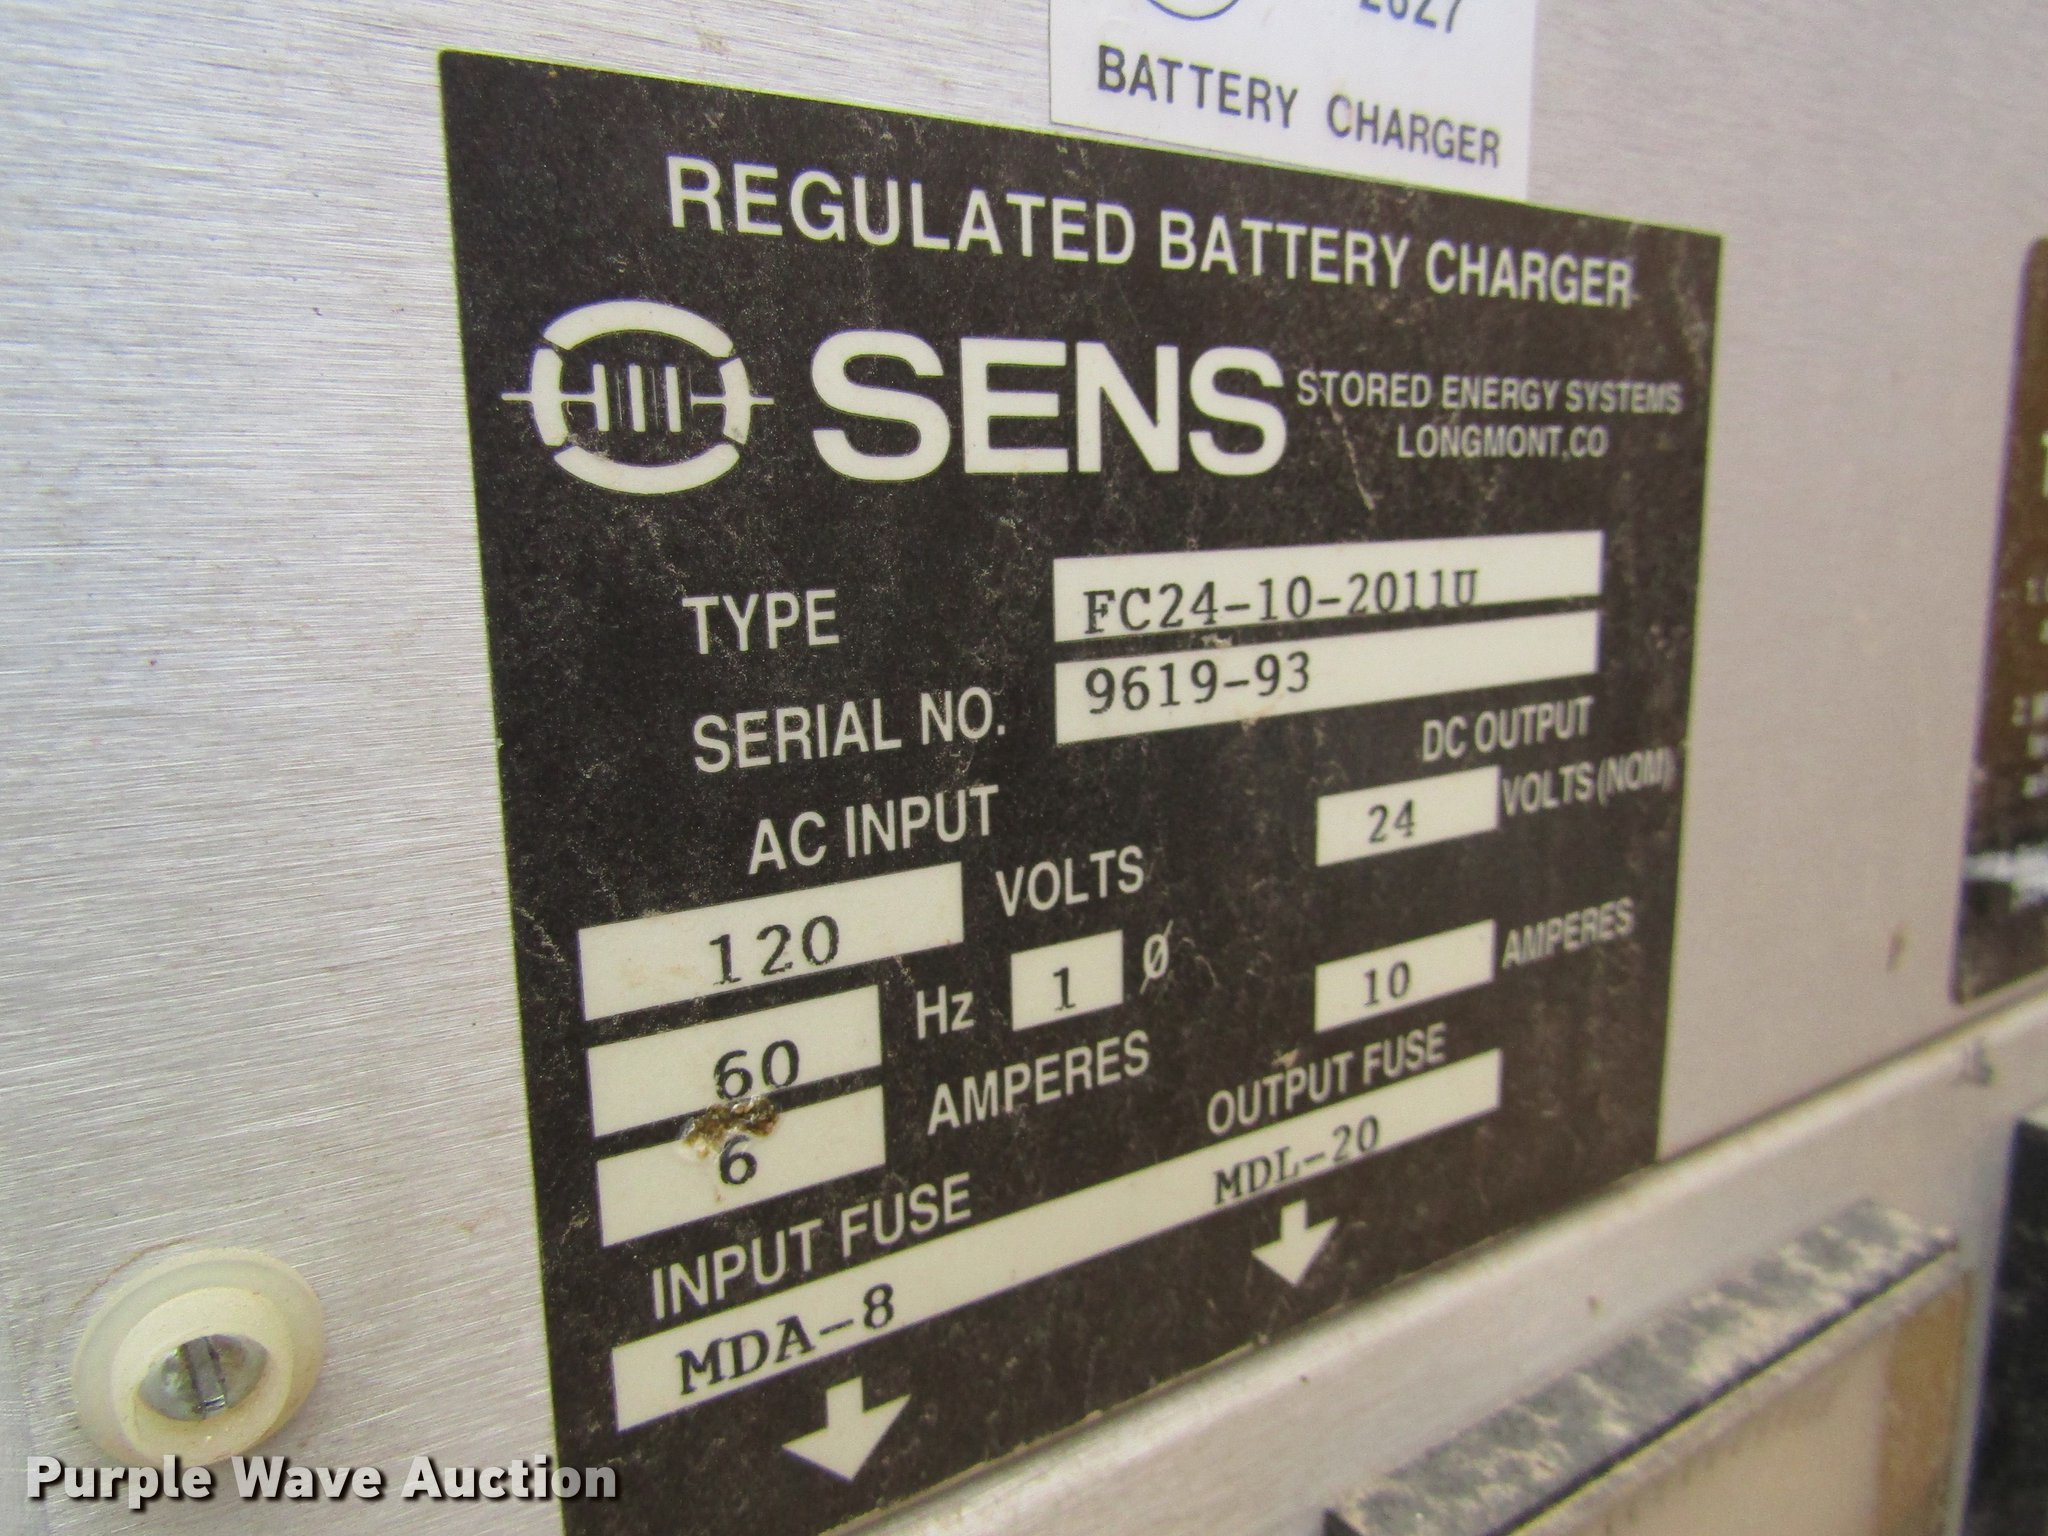 BATTERY CHARGER
REGULATED BATTERY CHARGER
SENS STORED ENERGY SYSTEMS
LONGMONT, CO
TYPE FC24-10-2011U
SERIAL NO. 9619-93
AC INPUT
120 VOLTS
60 Hz 1 Ø
6 AMPERES
INPUT FUSE
MDA-8
DC OUTPUT
24 VOLTS (NOM)
10 AMPERES
OUTPUT FUSE
MDL-20
Purple Wave Auction